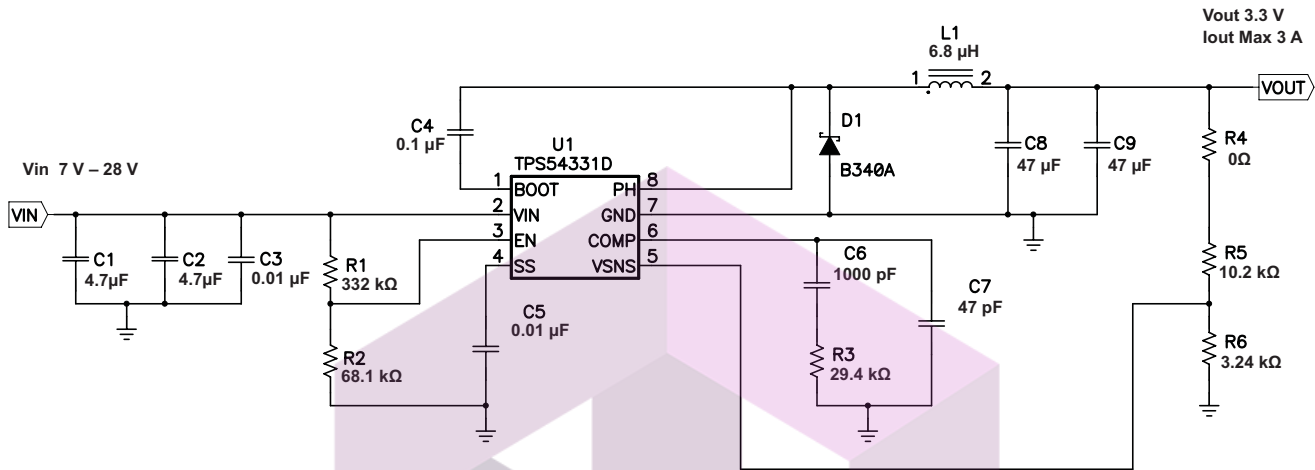 Vout 3.3 V
Iout Max 3 A
L1
6.8 µH
1
2
VOUT
C4
0.1 µF
D1
B340A
C8
47 µF
C9
47 µF
R4
0Ω
U1
TPS54331D
Vin 7 V – 28 V
VIN
1
BOOT
PH
8
2
VIN
GND
7
3
EN
COMP
6
4
SS
VSNS
5
C1
4.7µF
C2
4.7µF
C3
0.01 µF
R1
332 kΩ
C6
1000 pF
C7
47 pF
R5
10.2 kΩ
C5
0.01 µF
R2
68.1 kΩ
R3
29.4 kΩ
R6
3.24 kΩ